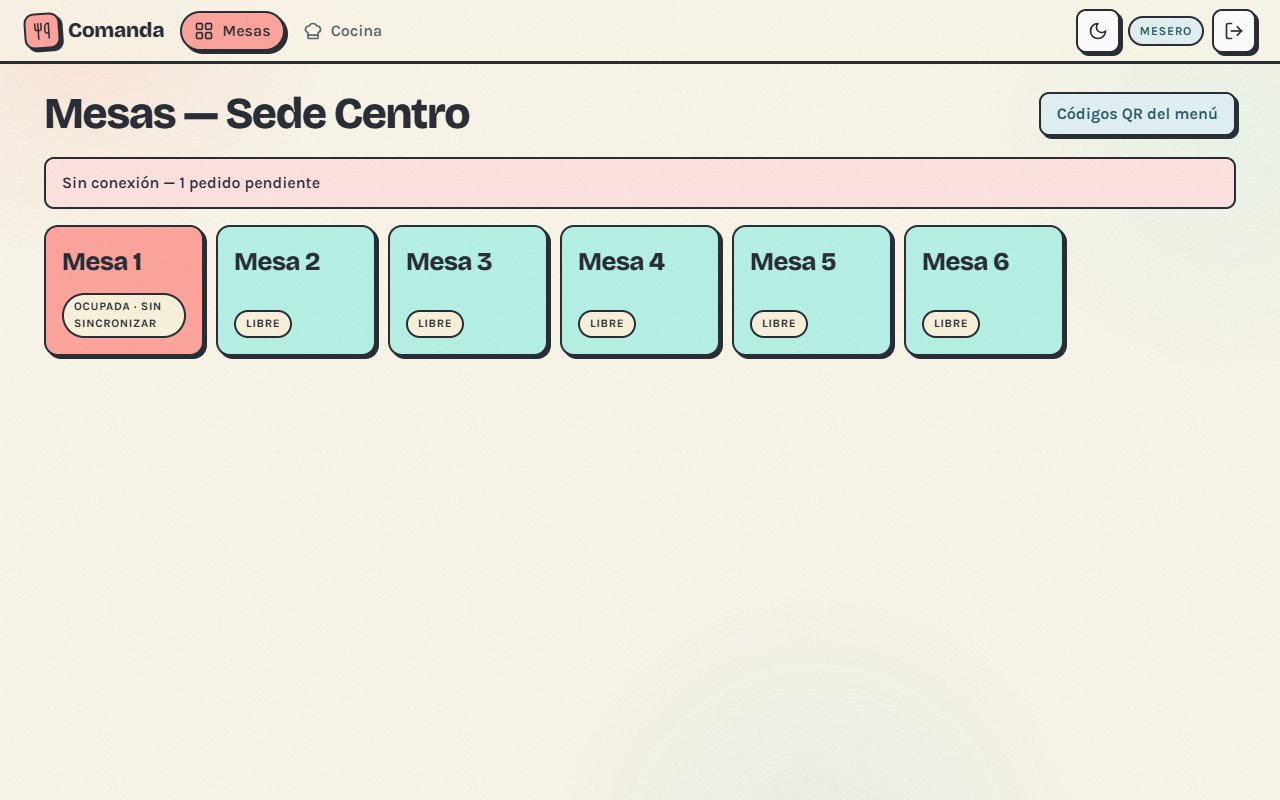 Comanda
Mesas
Cocina
MESERO
Mesas — Sede Centro
Códigos QR del menú
Sin conexión — 1 pedido pendiente
Mesa 1
OCUPADA · SIN
SINCRONIZAR
Mesa 2
LIBRE
Mesa 3
LIBRE
Mesa 4
LIBRE
Mesa 5
LIBRE
Mesa 6
LIBRE